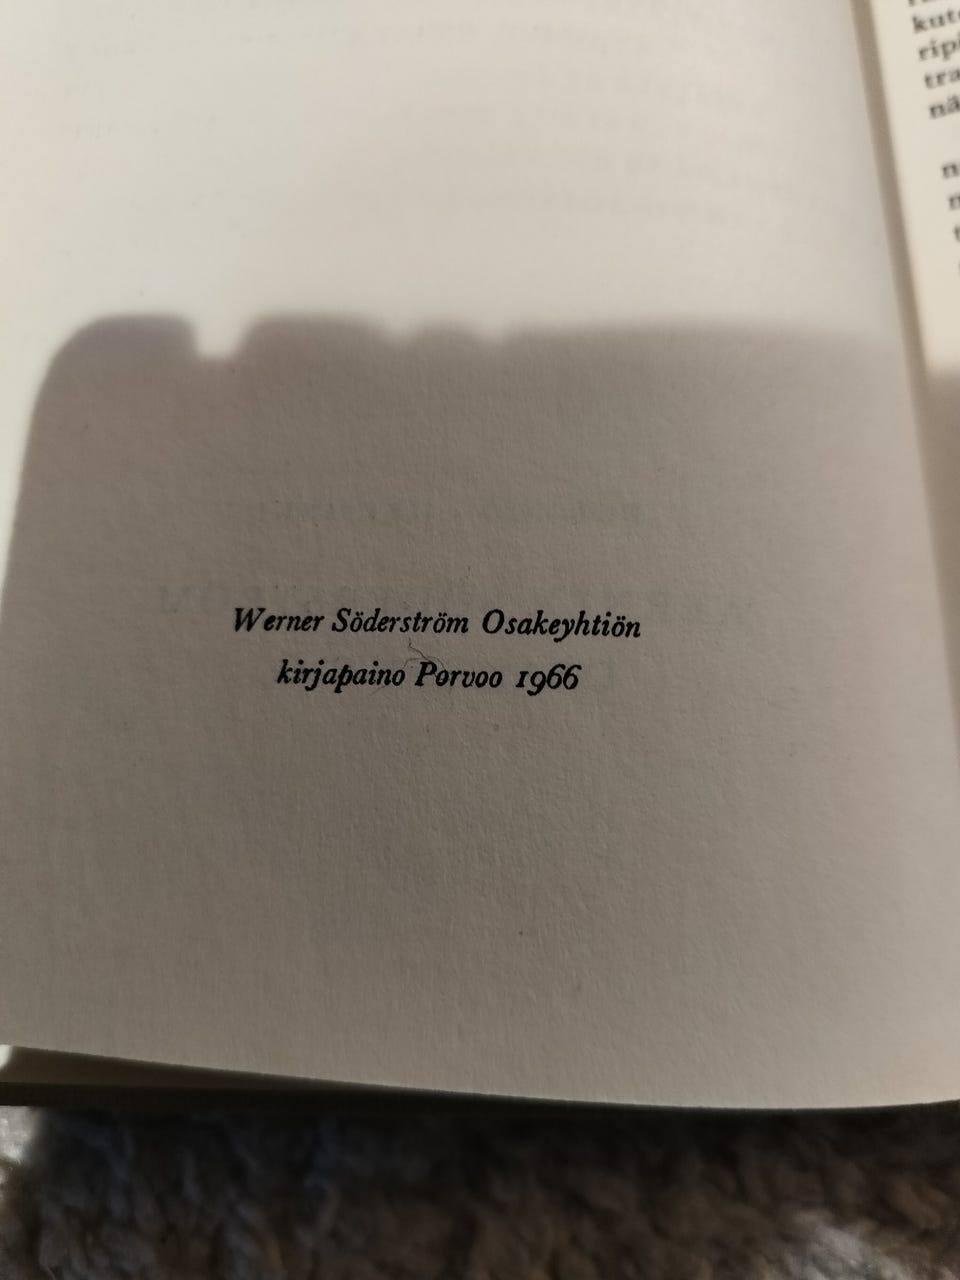 Werner Söderström Osakeyhtiön
kirjapaino Porvoo 1966